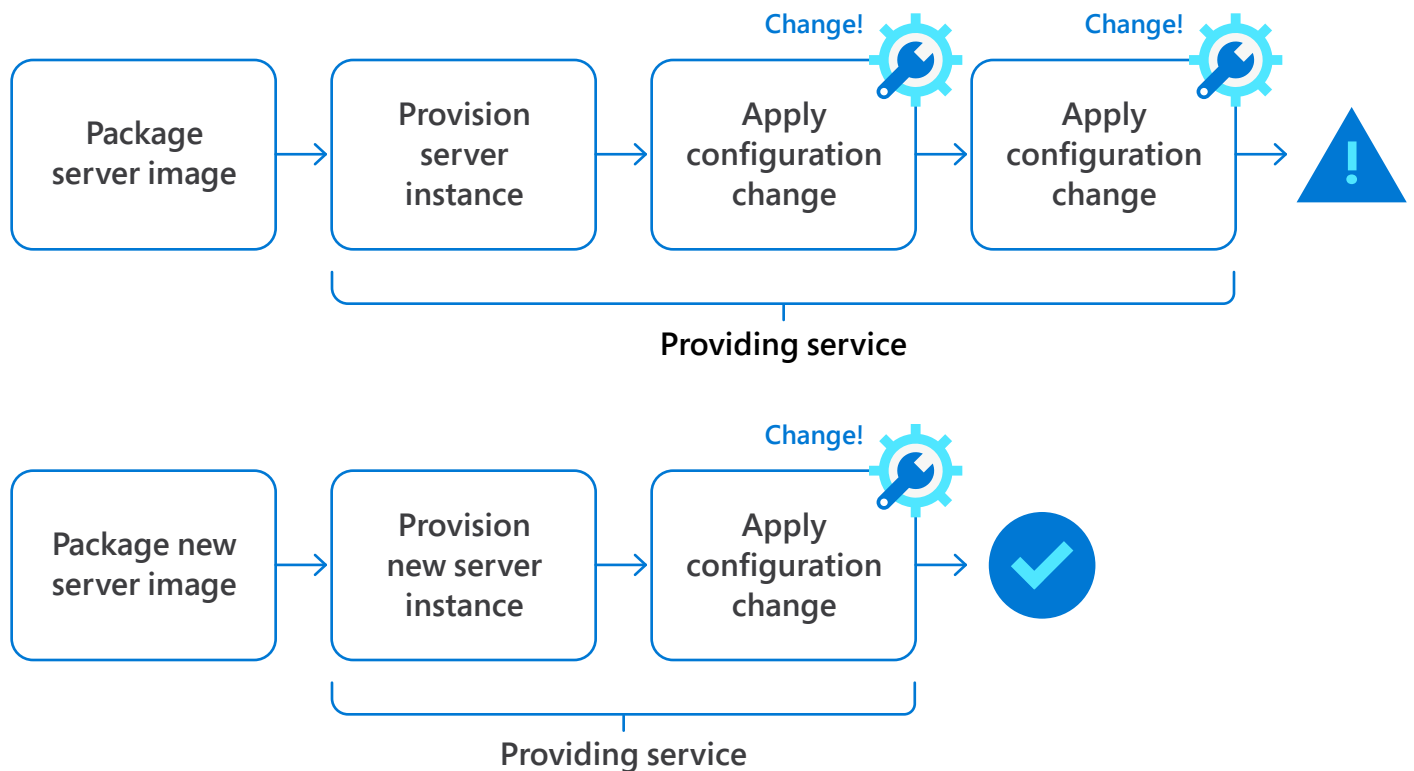 Change!
Change!
Package
server image
Provision
server
instance
Apply
configuration
change
Apply
configuration
change
!
Providing service
Change!
Package new
server image
Provision
new server
instance
Apply
configuration
change
Providing service